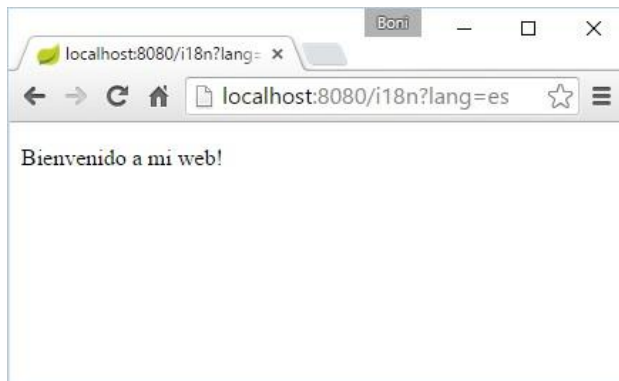 Boni
localhost:8080/i18n?lang=
localhost:8080/i18n?lang=es
Bienvenido a mi web!